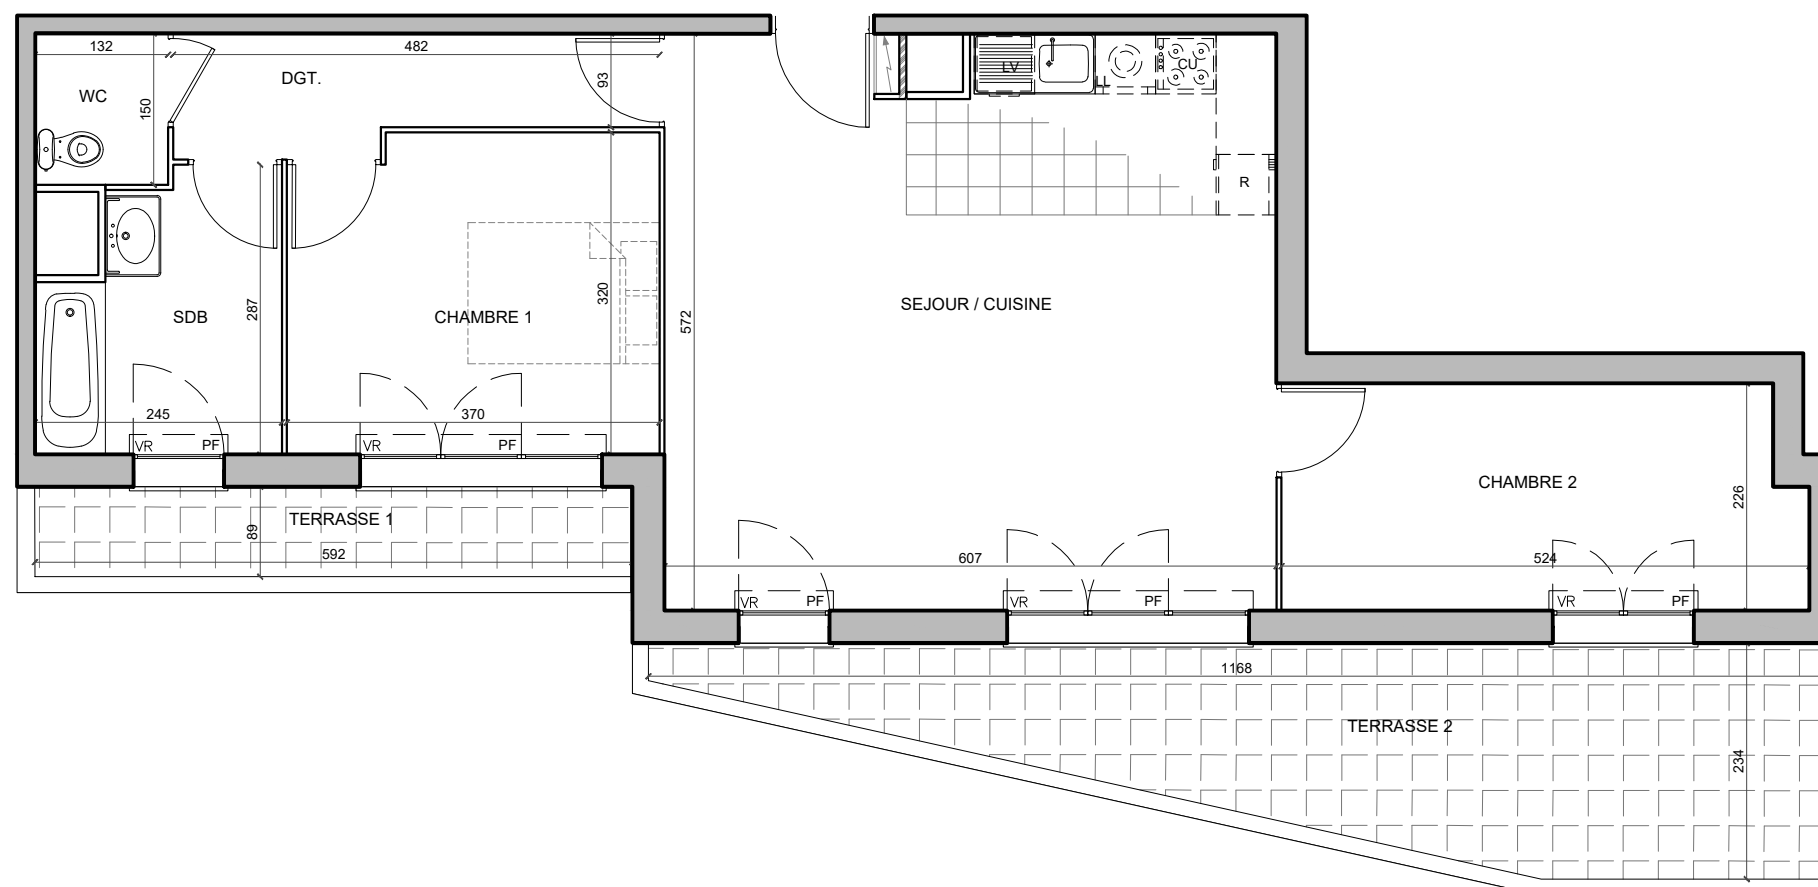 132
482
DGT.
WC
93
150
LV
LL
CU
R
SDB
287
CHAMBRE 1
320
572
SEJOUR / CUISINE
245
370
VR
PF
VR
PF
CHAMBRE 2
226
TERRASSE 1
89
592
607
524
VR
PF
VR
PF
VR
PF
1168
TERRASSE 2
234